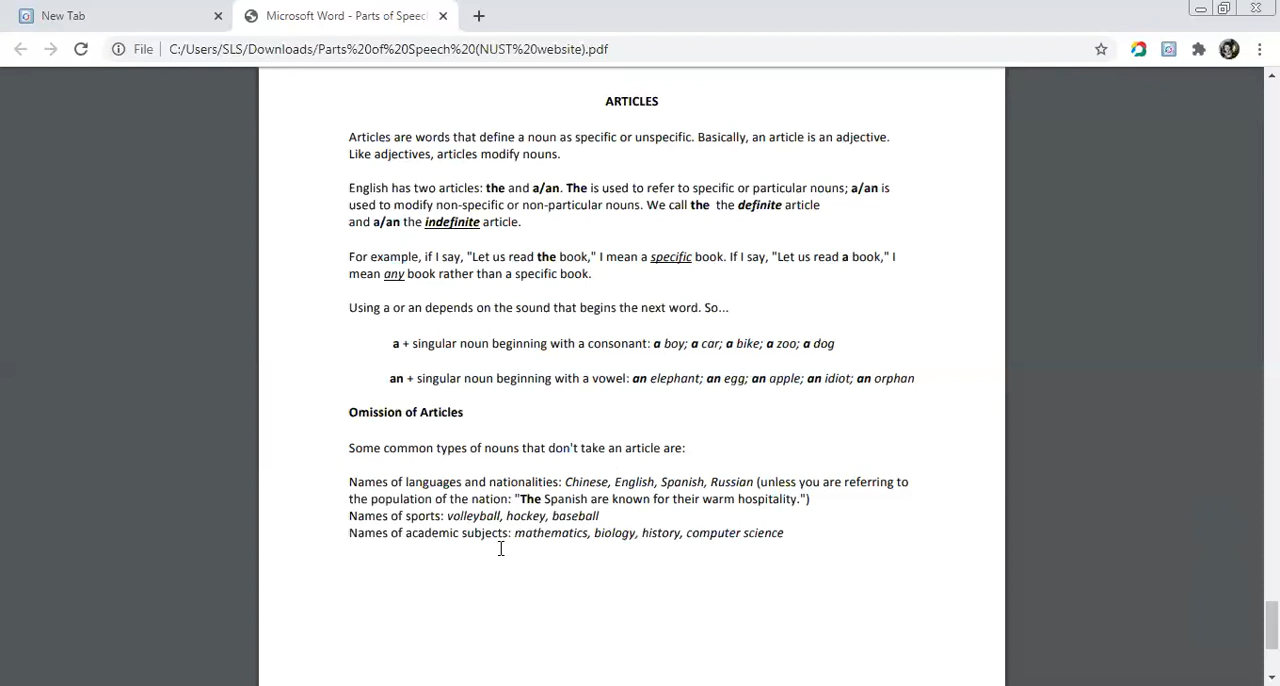 New Tab
Microsoft Word - Parts of Speec
File
C:/Users/SLS/Downloads/Parts%20of%20Speech%20(NUST%20website).pdf
ARTICLES
Articles are words that define a noun as specific or unspecific. Basically, an article is an adjective.
Like adjectives, articles modify nouns.
English has two articles: the and a/an. The is used to refer to specific or particular nouns; a/an is
used to modify non-specific or non-particular nouns. We call the the definite article
and a/an the indefinite article.
For example, if I say, "Let us read the book," I mean a specific book. If I say, "Let us read a book," I
mean any book rather than a specific book.
Using a or an depends on the sound that begins the next word. So...
a + singular noun beginning with a consonant: a boy; a car; a bike; a zoo; a dog
an + singular noun beginning with a vowel: an elephant; an egg; an apple; an idiot; an orphan
Omission of Articles
Some common types of nouns that don't take an article are:
Names of languages and nationalities: Chinese, English, Spanish, Russian (unless you are referring to
the population of the nation: "The Spanish are known for their warm hospitality.")
Names of sports: volleyball, hockey, baseball
Names of academic subjects: mathematics, biology, history, computer science